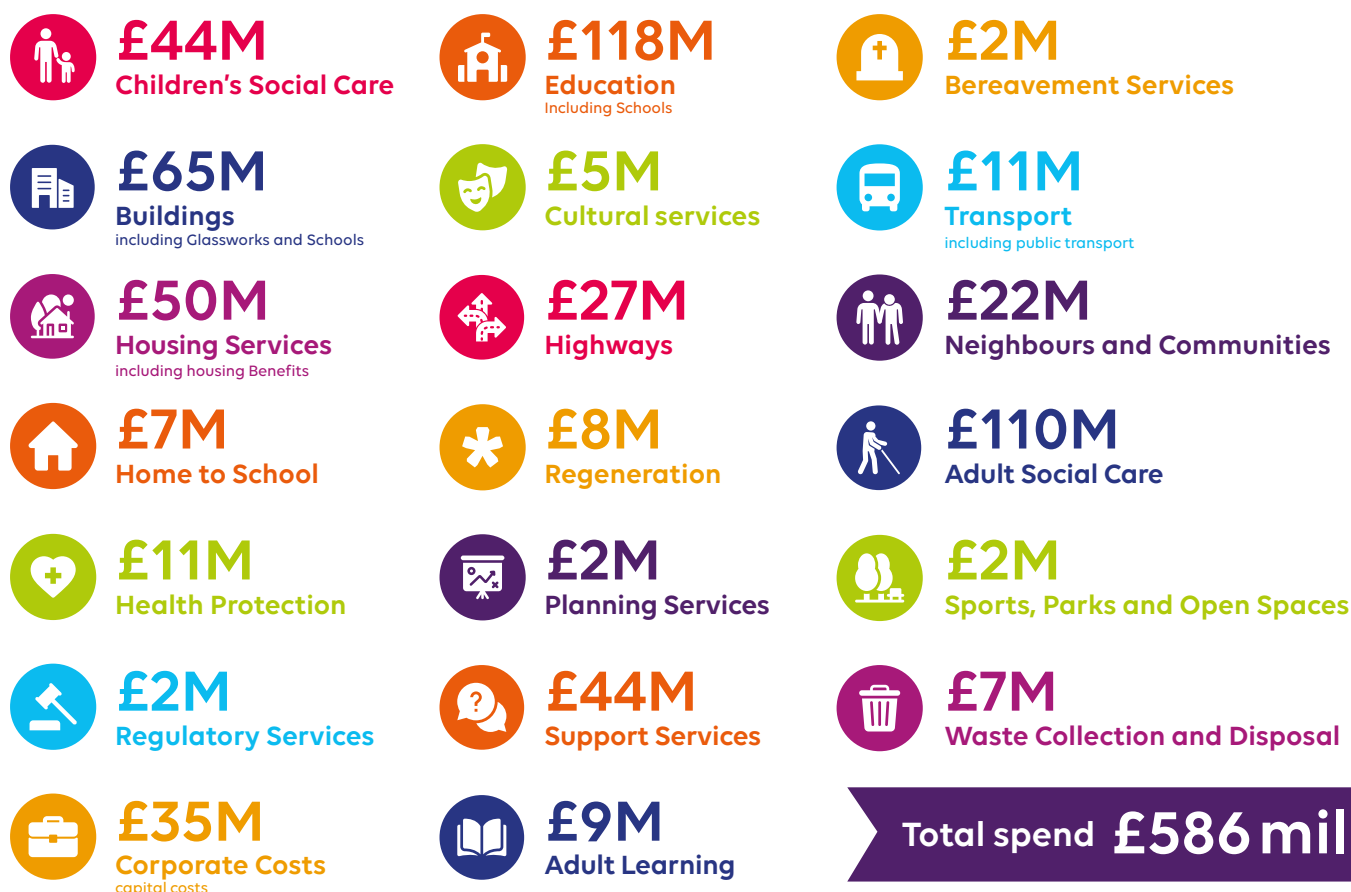 £44M
Children's Social Care
£118M
Education
Including Schools
£2M
Bereavement Services
£65M
Buildings
including Glassworks and Schools
£5M
Cultural services
£11M
Transport
including public transport
£50M
Housing Services
including housing Benefits
£27M
Highways
£22M
Neighbours and Communities
£7M
Home to School
£8M
Regeneration
£110M
Adult Social Care
£11M
Health Protection
£2M
Planning Services
£2M
Sports, Parks and Open Spaces
£2M
Regulatory Services
£44M
Support Services
£7M
Waste Collection and Disposal
£35M
Corporate Costs
capital costs
£9M
Adult Learning
Total spend £586 mil